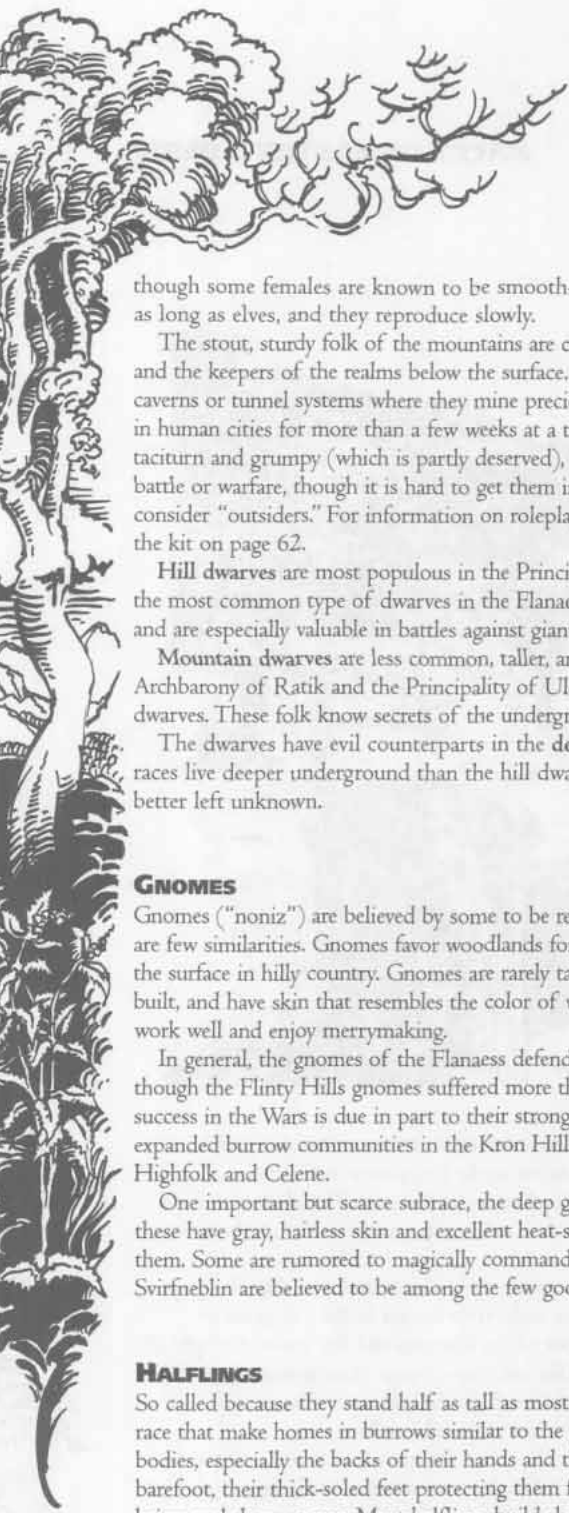 though some females are known to be smooth-
as long as elves, and they reproduce slowly.
The stout, sturdy folk of the mountains are c
and the keepers of the realms below the surface.
caverns or tunnel systems where they mine preci
in human cities for more than a few weeks at a t
taciturn and grumpy (which is partly deserved),
battle or warfare, though it is hard to get them i
consider “outsiders.” For information on rolepla
the kit on page 62.
Hill dwarves are most populous in the Princi
the most common type of dwarves in the Flanae
and are especially valuable in battles against gian
Mountain dwarves are less common, taller, an
Archbarony of Ratik and the Principality of Ul
dwarves. These folk know secrets of the undergr
The dwarves have evil counterparts in the de
races live deeper underground than the hill dwa
better left unknown.
GNOMES
Gnomes (“noniz”) are believed by some to be re
are few similarities. Gnomes favor woodlands fo
the surface in hilly country. Gnomes are rarely ta
built, and have skin that resembles the color of
work well and enjoy merrymaking.
In general, the gnomes of the Flanaess defend
though the Flinty Hills gnomes suffered more th
success in the Wars is due in part to their strong
expanded burrow communities in the Kron Hill
Highfolk and Celene.
One important but scarce subrace, the deep g
these have gray, hairless skin and excellent heat-s
them. Some are rumored to magically command
Svirfneblin are believed to be among the few goo
HALFLINGS
So called because they stand half as tall as most
race that make homes in burrows similar to the
bodies, especially the backs of their hands and t
barefoot, their thick-soled feet protecting them f